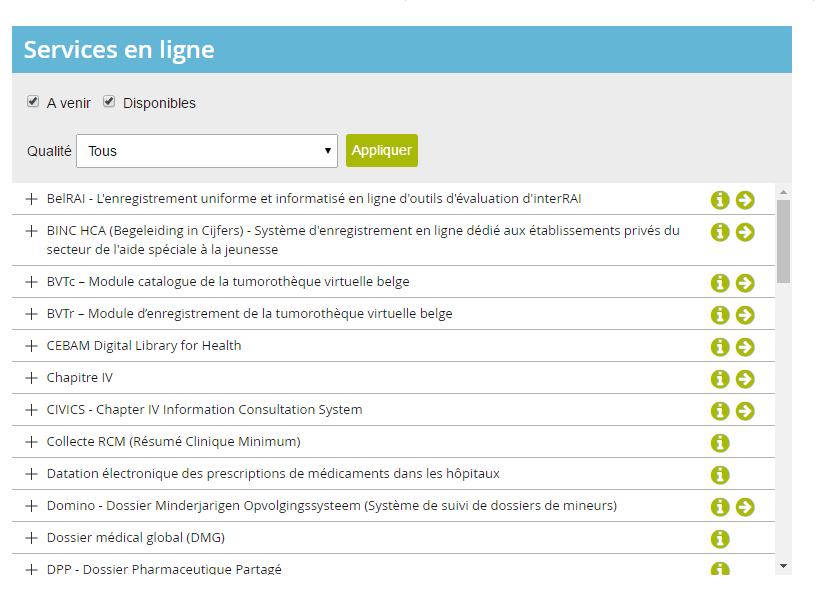 Services en ligne
A venir Disponibles
Qualité Tous Appliquer
BelRAI - L'enregistrement uniforme et informatisé en ligne d'outils d'évaluation d'interRAI
BINC HCA (Begeleiding in Cijfers) - Système d'enregistrement en ligne dédié aux établissements privés du
secteur de l'aide spéciale à la jeunesse
BVTc – Module catalogue de la tumorothèque virtuelle belge
BVTr – Module d’enregistrement de la tumorothèque virtuelle belge
CEBAM Digital Library for Health
Chapitre IV
CIVICS - Chapter IV Information Consultation System
Collecte RCM (Résumé Clinique Minimum)
Datation électronique des prescriptions de médicaments dans les hôpitaux
Domino - Dossier Minderjarigen Opvolgingssysteem (Système de suivi de dossiers de mineurs)
Dossier médical global (DMG)
DPP - Dossier Pharmaceutique Partagé